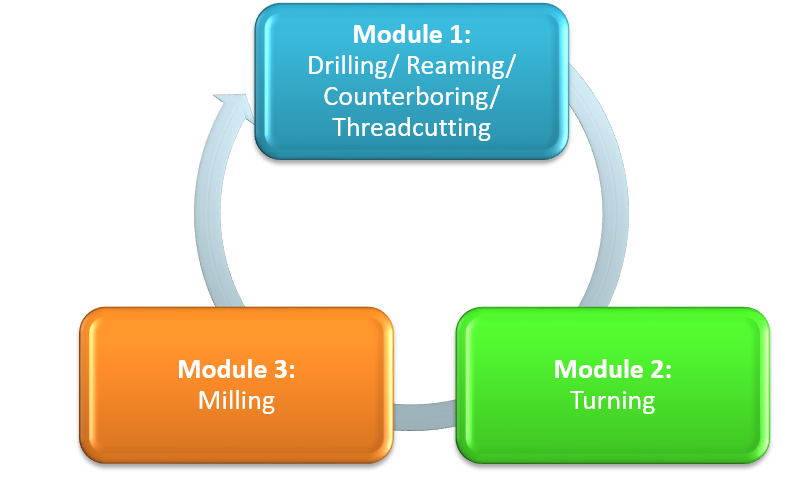 Module 1:
Drilling/ Reaming/
Counterboring/
Threadcutting
Module 3:
Milling
Module 2:
Turning